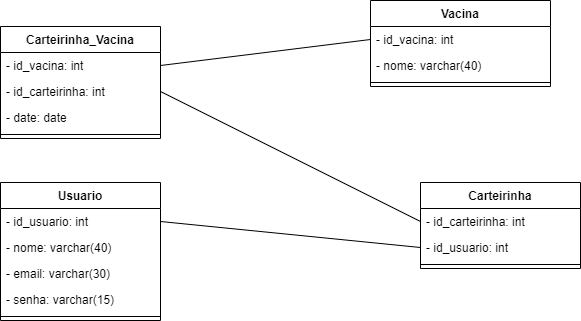 Carteirinha_Vacina
- id_vacina: int
- id_carteirinha: int
- date: date
Vacina
- id_vacina: int
- nome: varchar(40)
Usuario
- id_usuario: int
- nome: varchar(40)
- email: varchar(30)
- senha: varchar(15)
Carteirinha
- id_carteirinha: int
- id_usuario: int